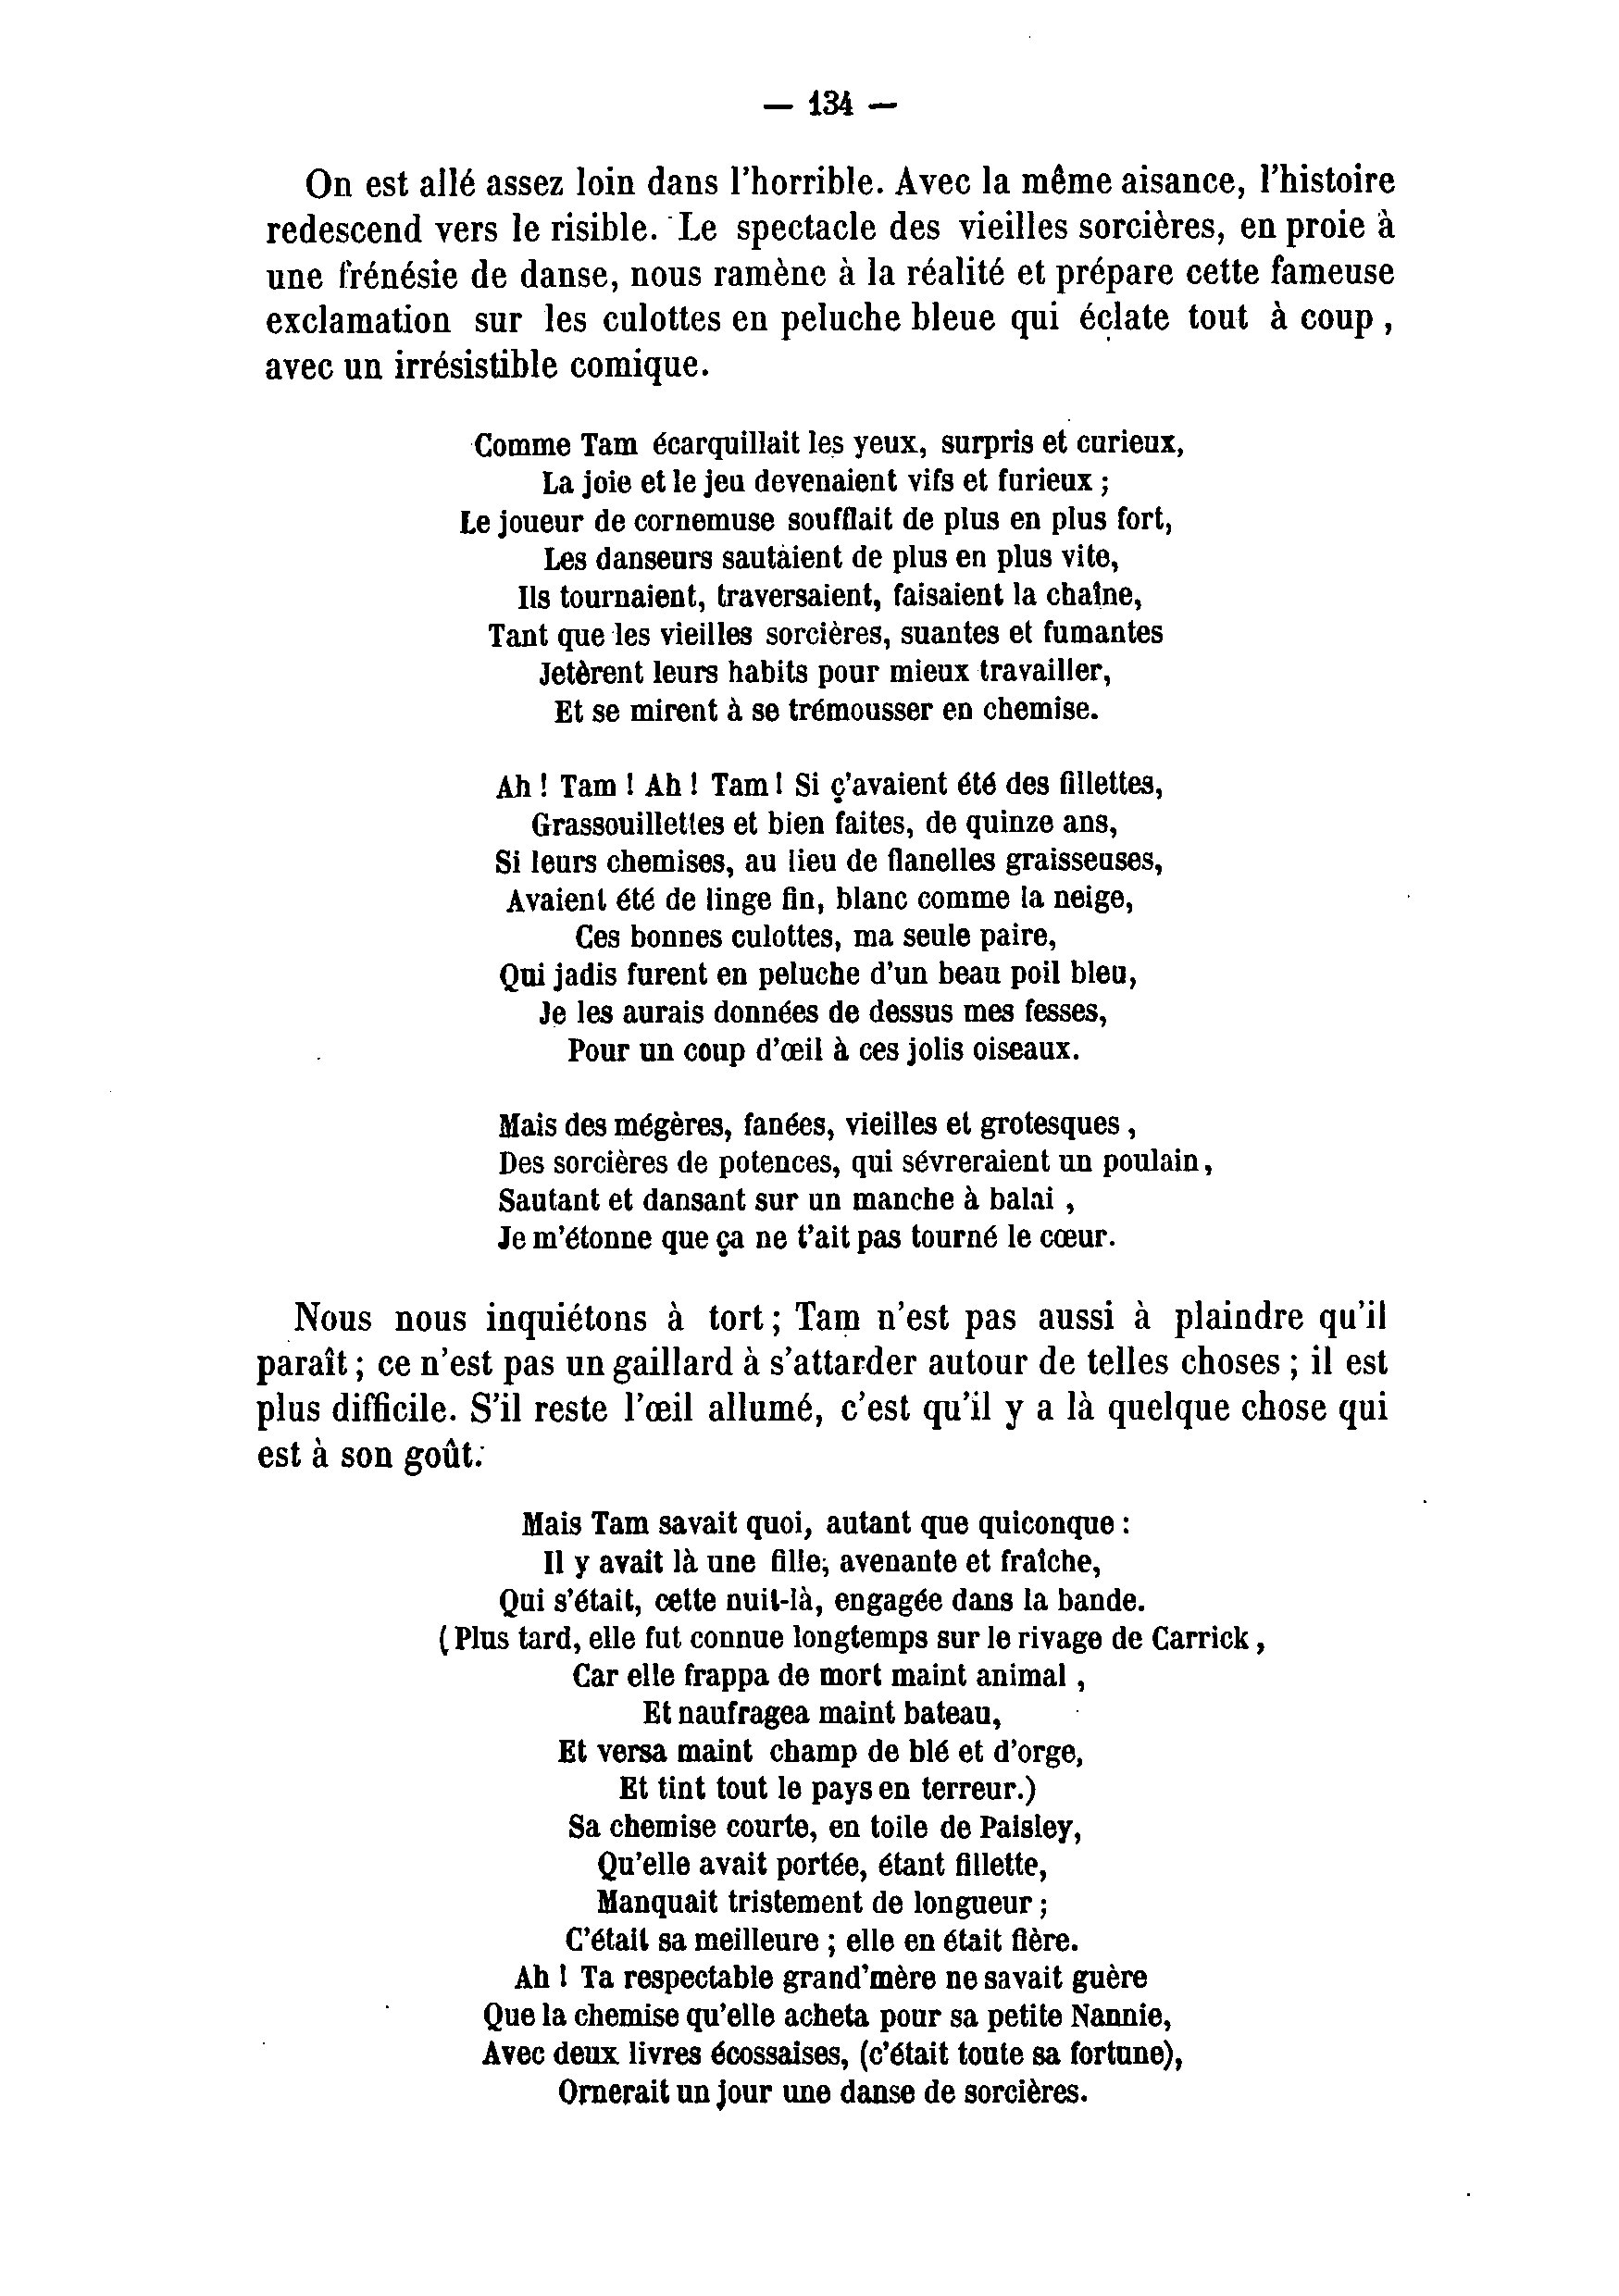 — 134 —
On est allé assez loin dans l'horrible. Avec la même aisance, l'histoire
redescend vers le risible. Le spectacle des vieilles sorcières, en proie à
une frénésie de danse, nous ramène à la réalité et prépare cette fameuse
exclamation sur les culottes en peluche bleue qui éclate tout à coup ,
avec un irrésistible comique.
Comme Tam écarquillait les yeux, surpris et curieux,
La joie et le jeu devenaient vifs et furieux ;
Le joueur de cornemuse soufflait de plus en plus fort,
Les danseurs sautaient de plus en plus vite,
Ils tournaient, traversaient, faisaient la chaîne,
Tant que les vieilles sorcières, suantes et fumantes
Jetèrent leurs habits pour mieux travailler,
Et se mirent à se trémousser en chemise.
Ah ! Tam ! Ah ! Tam ! Si ç'avaient été des fillettes,
Grassouillettes et bien faites, de quinze ans,
Si leurs chemises, au lieu de flanelles graisseuses,
Avaient été de linge fin, blanc comme la neige,
Ces bonnes culottes, ma seule paire,
Qui jadis furent en peluche d'un beau poil bleu,
Je les aurais données de dessus mes fesses,
Pour un coup d'œil à ces jolis oiseaux.
Mais des mégères, fanées, vieilles et grotesques ,
Des sorcières de potences, qui sévreraient un poulain,
Sautant et dansant sur un manche à balai ,
Je m'étonne que ça ne t'ait pas tourné le cœur.
Nous nous inquiétons à tort ; Tam n'est pas aussi à plaindre qu'il
paraît ; ce n'est pas un gaillard à s'attarder autour de telles choses ; il est
plus difficile. S'il reste l'œil allumé, c'est qu'il y a là quelque chose qui
est à son goût.
Mais Tam savait quoi, autant que quiconque :
Il y avait là une fille, avenante et fraîche,
Qui s'était, cette nuit-là, engagée dans la bande.
( Plus tard, elle fut connue longtemps sur le rivage de Carrick ,
Car elle frappa de mort maint animal ,
Et naufragea maint bateau,
Et versa maint champ de blé et d'orge,
Et tint tout le pays en terreur.)
Sa chemise courte, en toile de Paisley,
Qu'elle avait portée, étant fillette,
Manquait tristement de longueur ;
C'était sa meilleure ; elle en était fière.
Ah ! Ta respectable grand'mère ne savait guère
Que la chemise qu'elle acheta pour sa petite Nannie,
Avec deux livres écossaises, (c'était toute sa fortune),
Ornerait un jour une danse de sorcières.